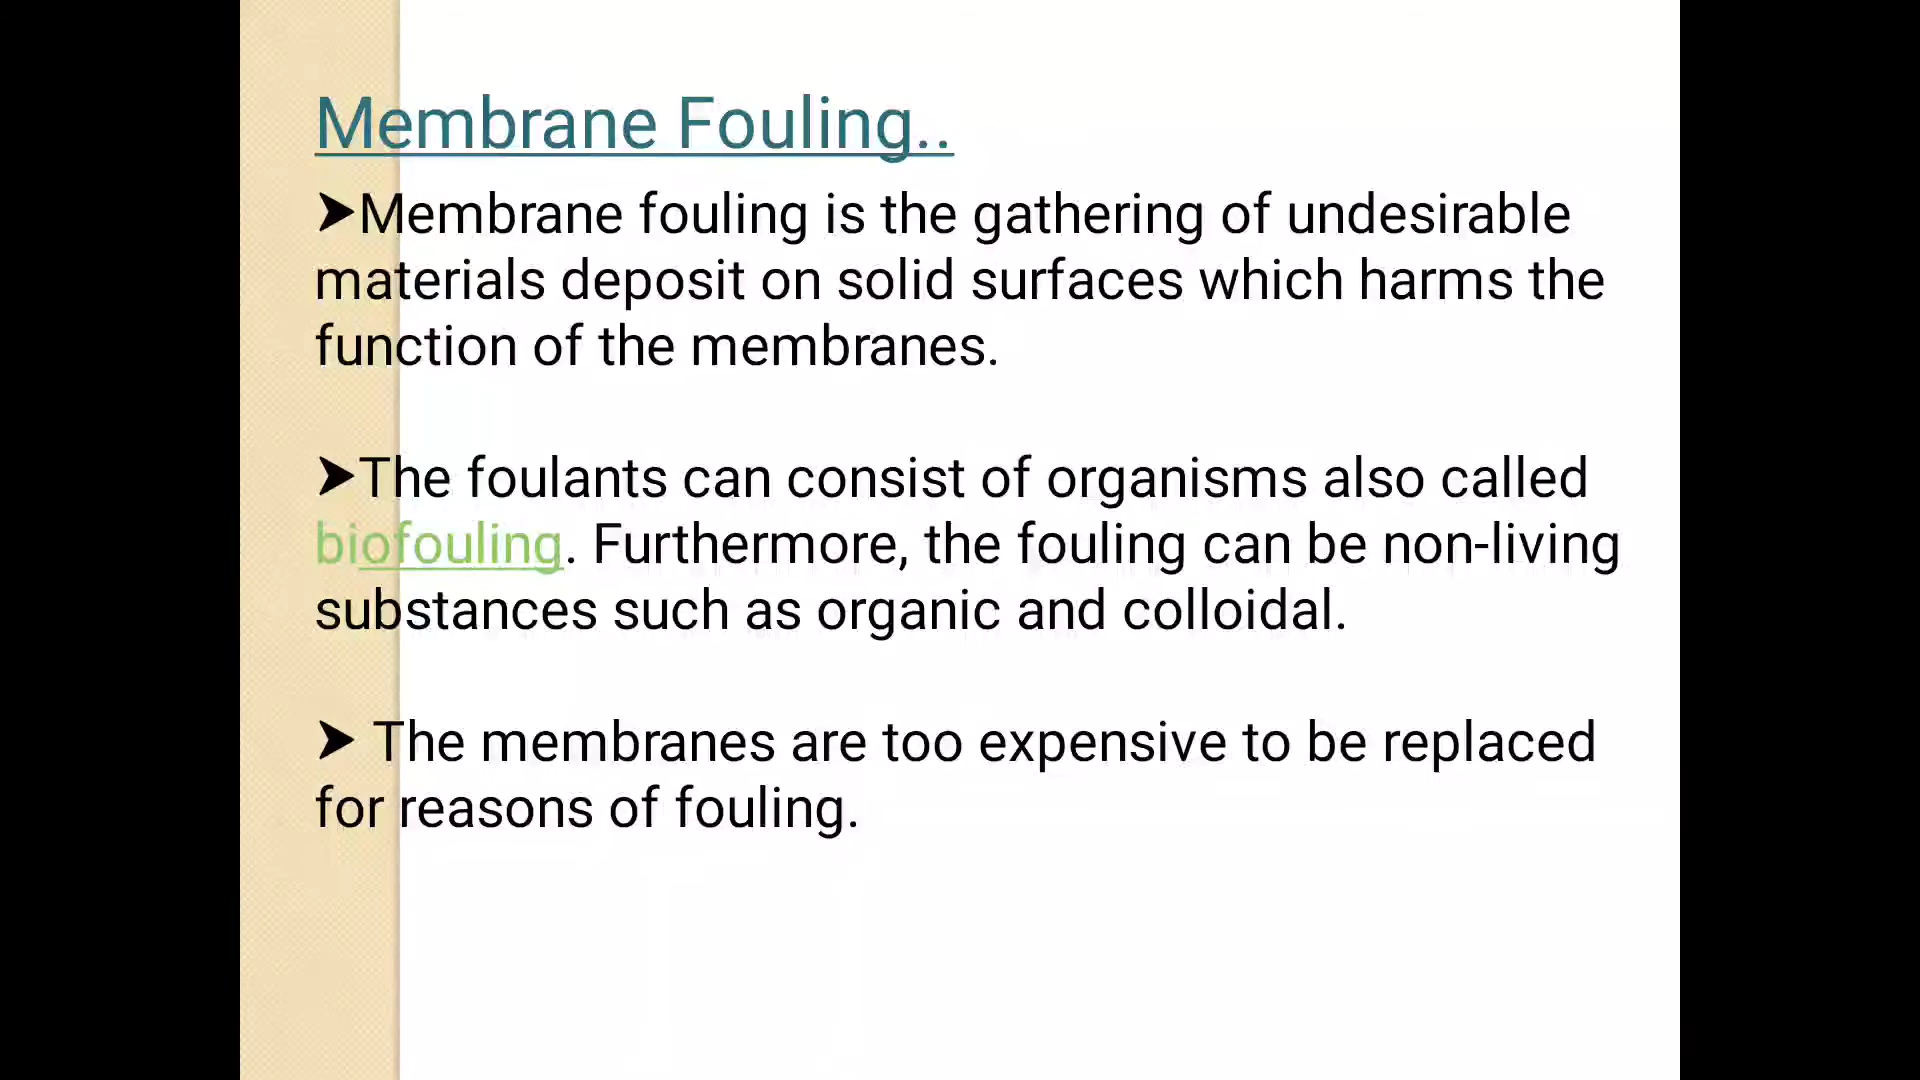 Membrane Fouling..
➤Membrane fouling is the gathering of undesirable
materials deposit on solid surfaces which harms the
function of the membranes.
➤The foulants can consist of organisms also called
biofouling. Furthermore, the fouling can be non-living
substances such as organic and colloidal.
➤ The membranes are too expensive to be replaced
for reasons of fouling.